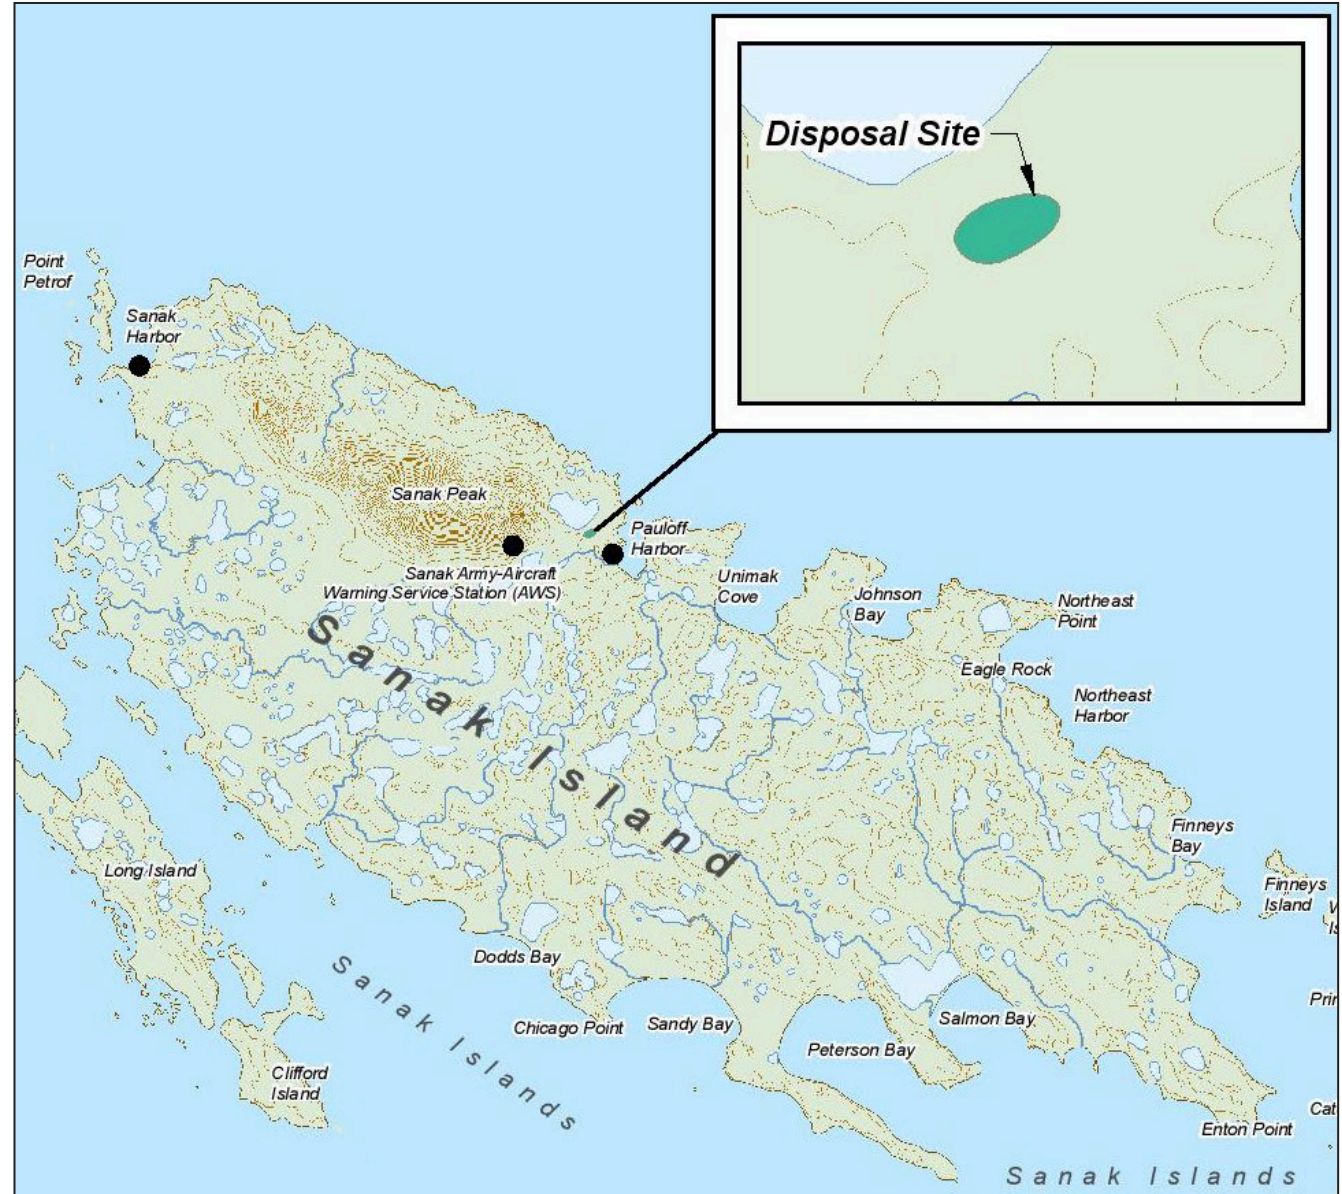 Disposal Site
Point
Petrof
Sanak
Harbor
Sanak Peak
Pauloff
Harbor
Sanak Army-Aircraft
Warning Service Station (AWS)
Unimak
Cove
Johnson
Bay
Northeast
Point
Eagle Rock
Northeast
Harbor
Sanak Island
Finneys
Bay
Long Island
Finneys
Island
Dodds Bay
Sanak Islands
Chicago Point
Sandy Bay
Salmon Bay
Peterson Bay
Clifford
Island
Enton Point
Sanak Islands